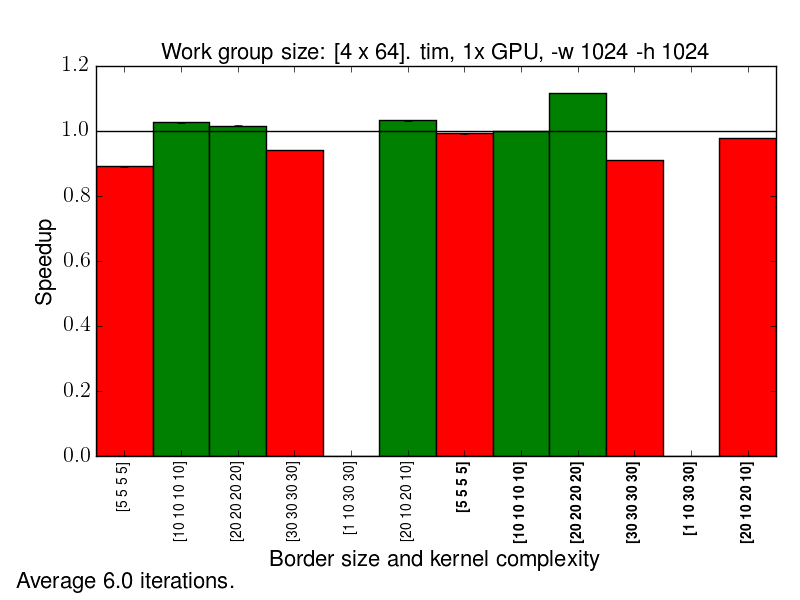 Work group size: [4 x 64]. tim, 1x GPU, -w 1024 -h 1024
Speedup
1.2
1.0
0.8
0.6
0.4
0.2
0.0
[5 5 5 5]
[10 10 10 10]
[20 20 20 20]
[30 30 30 30]
[1 10 30 30]
[20 10 20 10]
[5 5 5 5]
[10 10 10 10]
[20 20 20 20]
[30 30 30 30]
[1 10 30 30]
[20 10 20 10]
Border size and kernel complexity
Average 6.0 iterations.